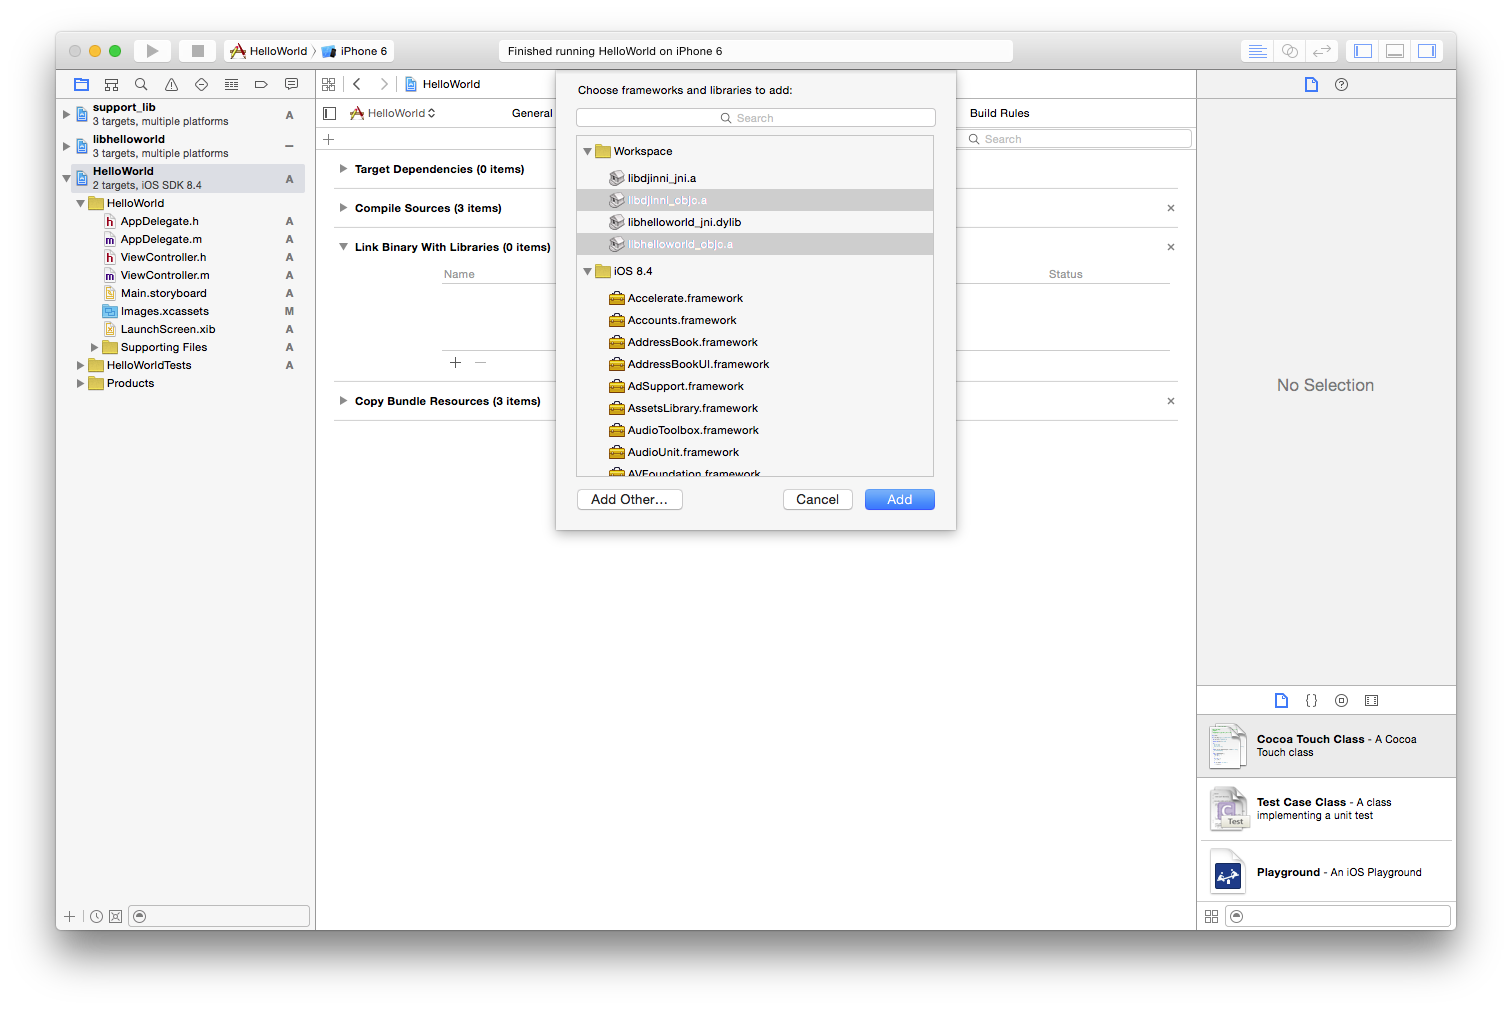 HelloWorld
iPhone 6
Finished running HelloWorld on iPhone 6
support_lib
3 targets, multiple platforms
A
libhelloworld
3 targets, multiple platforms
HelloWorld
2 targets, iOS SDK 8.4
A
HelloWorld
AppDelegate.h
A
AppDelegate.m
A
ViewController.h
A
ViewController.m
A
Main.storyboard
A
Images.xcassets
M
LaunchScreen.xib
A
Supporting Files
A
HelloWorldTests
A
Products
HelloWorld
HelloWorld
General
Build Rules
Search
Target Dependencies (0 items)
Compile Sources (3 items)
Link Binary With Libraries (0 items)
Name
Status
Copy Bundle Resources (3 items)
Choose frameworks and libraries to add:
Search
Workspace
libdjinni_jni.a
libdjinni_objc.a
libhelloworld_jni.dylib
libhelloworld_objc.a
iOS 8.4
Accelerate.framework
Accounts.framework
AddressBook.framework
AddressBookUI.framework
AdSupport.framework
AssetsLibrary.framework
AudioToolbox.framework
AudioUnit.framework
AVFoundation.framework
Add Other...
Cancel
Add
No Selection
Cocoa Touch Class - A Cocoa
Touch class
Test Case Class - A class
implementing a unit test
Test
Playground - An iOS Playground